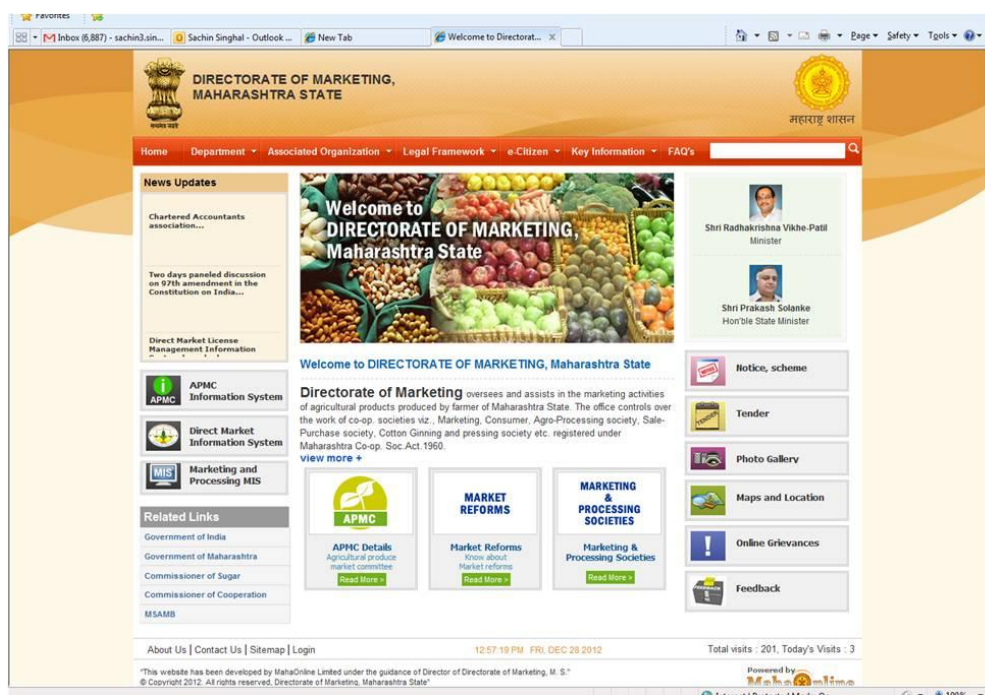 Favorites
Inbox (6,887) - sachin3.sin...
Sachin Singhal - Outlook ...
New Tab
Welcome to Directorat...
Page
Safety
Tools
DIRECTORATE OF MARKETING,
MAHARASHTRA STATE
महाराष्ट्र शासन
Home
Department
Associated Organization
Legal Framework
e-Citizen
Key Information
FAQ's
News Updates
Chartered Accountants
association...
Two days paneled discussion
on 97th amendment in the
Constitution on India...
Direct Market License
Management Information
APMC
APMC
Information System
Direct Market
Information System
MIS
Marketing and
Processing MIS
Related Links
Government of India
Government of Maharashtra
Commissioner of Sugar
Commissioner of Cooperation
MSAMB
Welcome to
DIRECTORATE OF MARKETING,
Maharashtra State
Welcome to DIRECTORATE OF MARKETING, Maharashtra State
Directorate of Marketing oversees and assists in the marketing activities
of agricultural products produced by farmer of Maharashtra State. The office controls over
the work of co-op. societies viz., Marketing, Consumer, Agro-Processing society, Sale-
Purchase society, Cotton Ginning and pressing society etc. registered under
Maharashtra Co-op. Soc.Act.1960.
view more +
APMC
APMC Details
Agricultural produce
market committee
Read More >
MARKET
REFORMS
Market Reforms
Know about
Market reforms
Read More >
MARKETING
&
PROCESSING
SOCIETIES
Marketing &
Processing Societies
Read More >
Shri Radhakrishna Vikhe-Patil
Minister
Shri Prakash Solanke
Hon'ble State Minister
Notice, scheme
TENDER
Tender
Photo Gallery
Maps and Location
Online Grievances
FEEDBACK
Feedback
About Us | Contact Us | Sitemap | Login
12:57:19 PM FRI, DEC 28 2012
Total visits : 201, Today's Visits : 3
"This website has been developed by MahaOnline Limited under the guidance of Director of Directorate of Marketing, M. S."
© Copyright 2012. All rights reserved, Directorate of Marketing, Maharashtra State"
Powered by
MahaOnline
100%